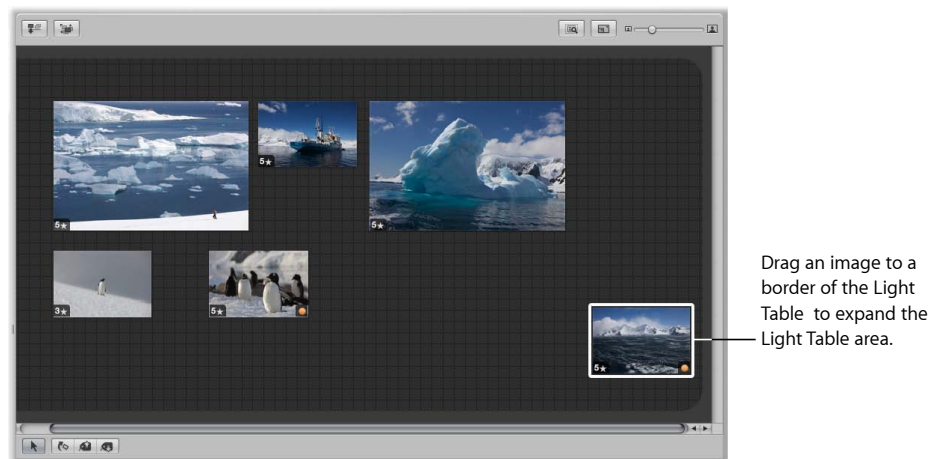 5★
5★
5★
3★
5★
5★
Drag an image to a
border of the Light
Table to expand the
Light Table area.